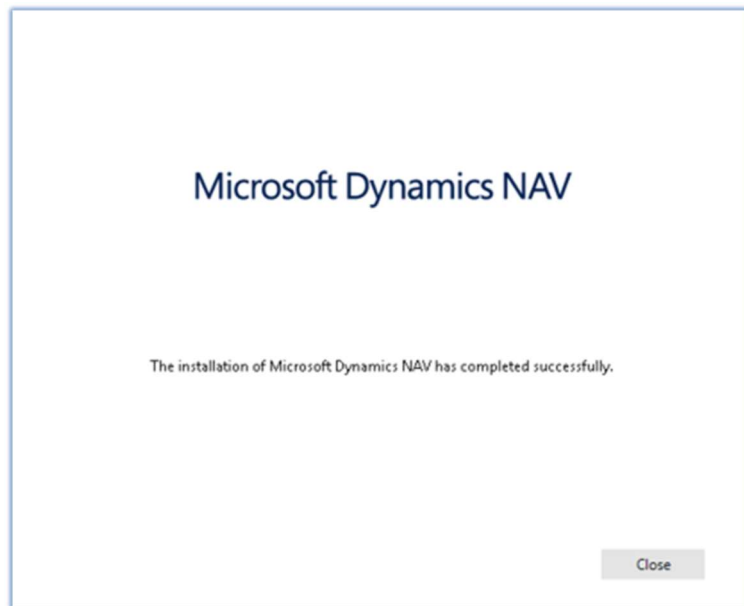 Microsoft Dynamics NAV
The installation of Microsoft Dynamics NAV has completed successfully.
Close